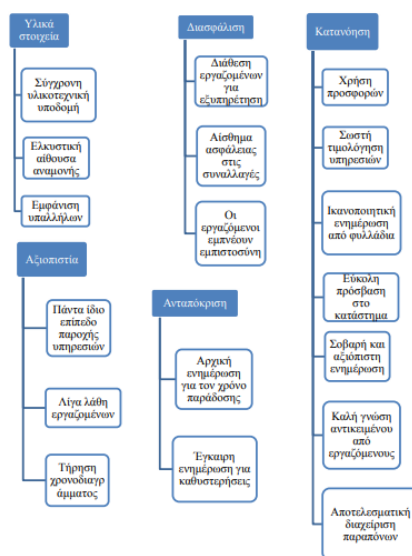 Υλικά
στοιχεία
Σύγχρονη
υλικοτεχνική
υποδομή
Ελκυστική
αίθουσα
αναμονής
Εμφάνιση
υπαλλήλων
Αξιοπιστία
Πάντα ίδιο
επίπεδο
παροχής
υπηρεσιών
Λίγα λάθη
εργαζομένων
Τήρηση
χρονοδιαγρ
άμματος
Διασφάλιση
Διάθεση
εργαζομένων
για
εξυπηρέτηση
Αίσθημα
ασφάλειας
στις
συναλλαγές
Οι
εργαζόμενοι
εμπνέουν
εμπιστοσύνη
Ανταπόκριση
Αρχική
ενημέρωση
για τον χρόνο
παράδοσης
Έγκαιρη
ενημέρωση για
καθυστερήσεις
Κατανόηση
Χρήση
προσφορών
Σωστή
τιμολόγηση
υπηρεσιών
Ικανοποιητική
ενημέρωση
από φυλλάδια
Εύκολη
πρόσβαση
στο
κατάστημα
Σοβαρή και
αξιόπιστη
ενημέρωση
Καλή γνώση
αντικειμένου
από
εργαζόμενους
Αποτελεσματική
διαχείριση
παραπόνων